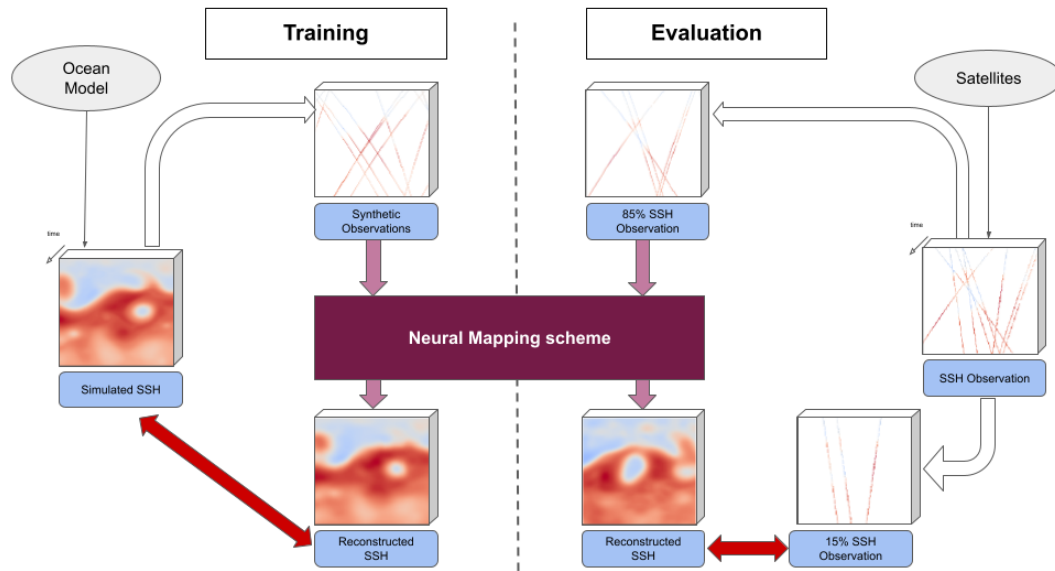 Training
Evaluation
Ocean
Model
Satellites
Synthetic
Observations
85% SSH
Observation
time
time
Neural Mapping scheme
Simulated SSH
SSH Observation
Reconstructed
SSH
Reconstructed
SSH
15% SSH
Observation